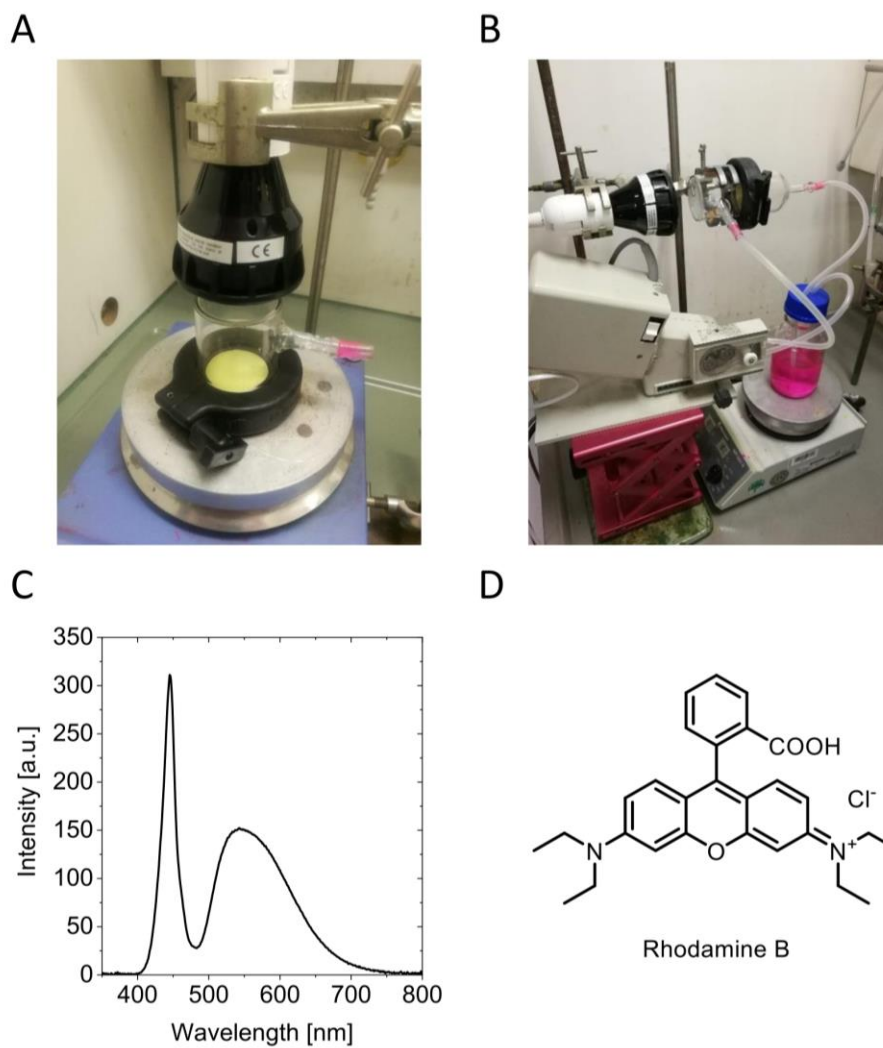 A
B
CE
C
D
350
300
250
200
150
100
50
0
Intensity [a.u.]
400 500 600 700 800
Wavelength [nm]
COOH
Cl⁻
N
O
N⁺
Rhodamine B